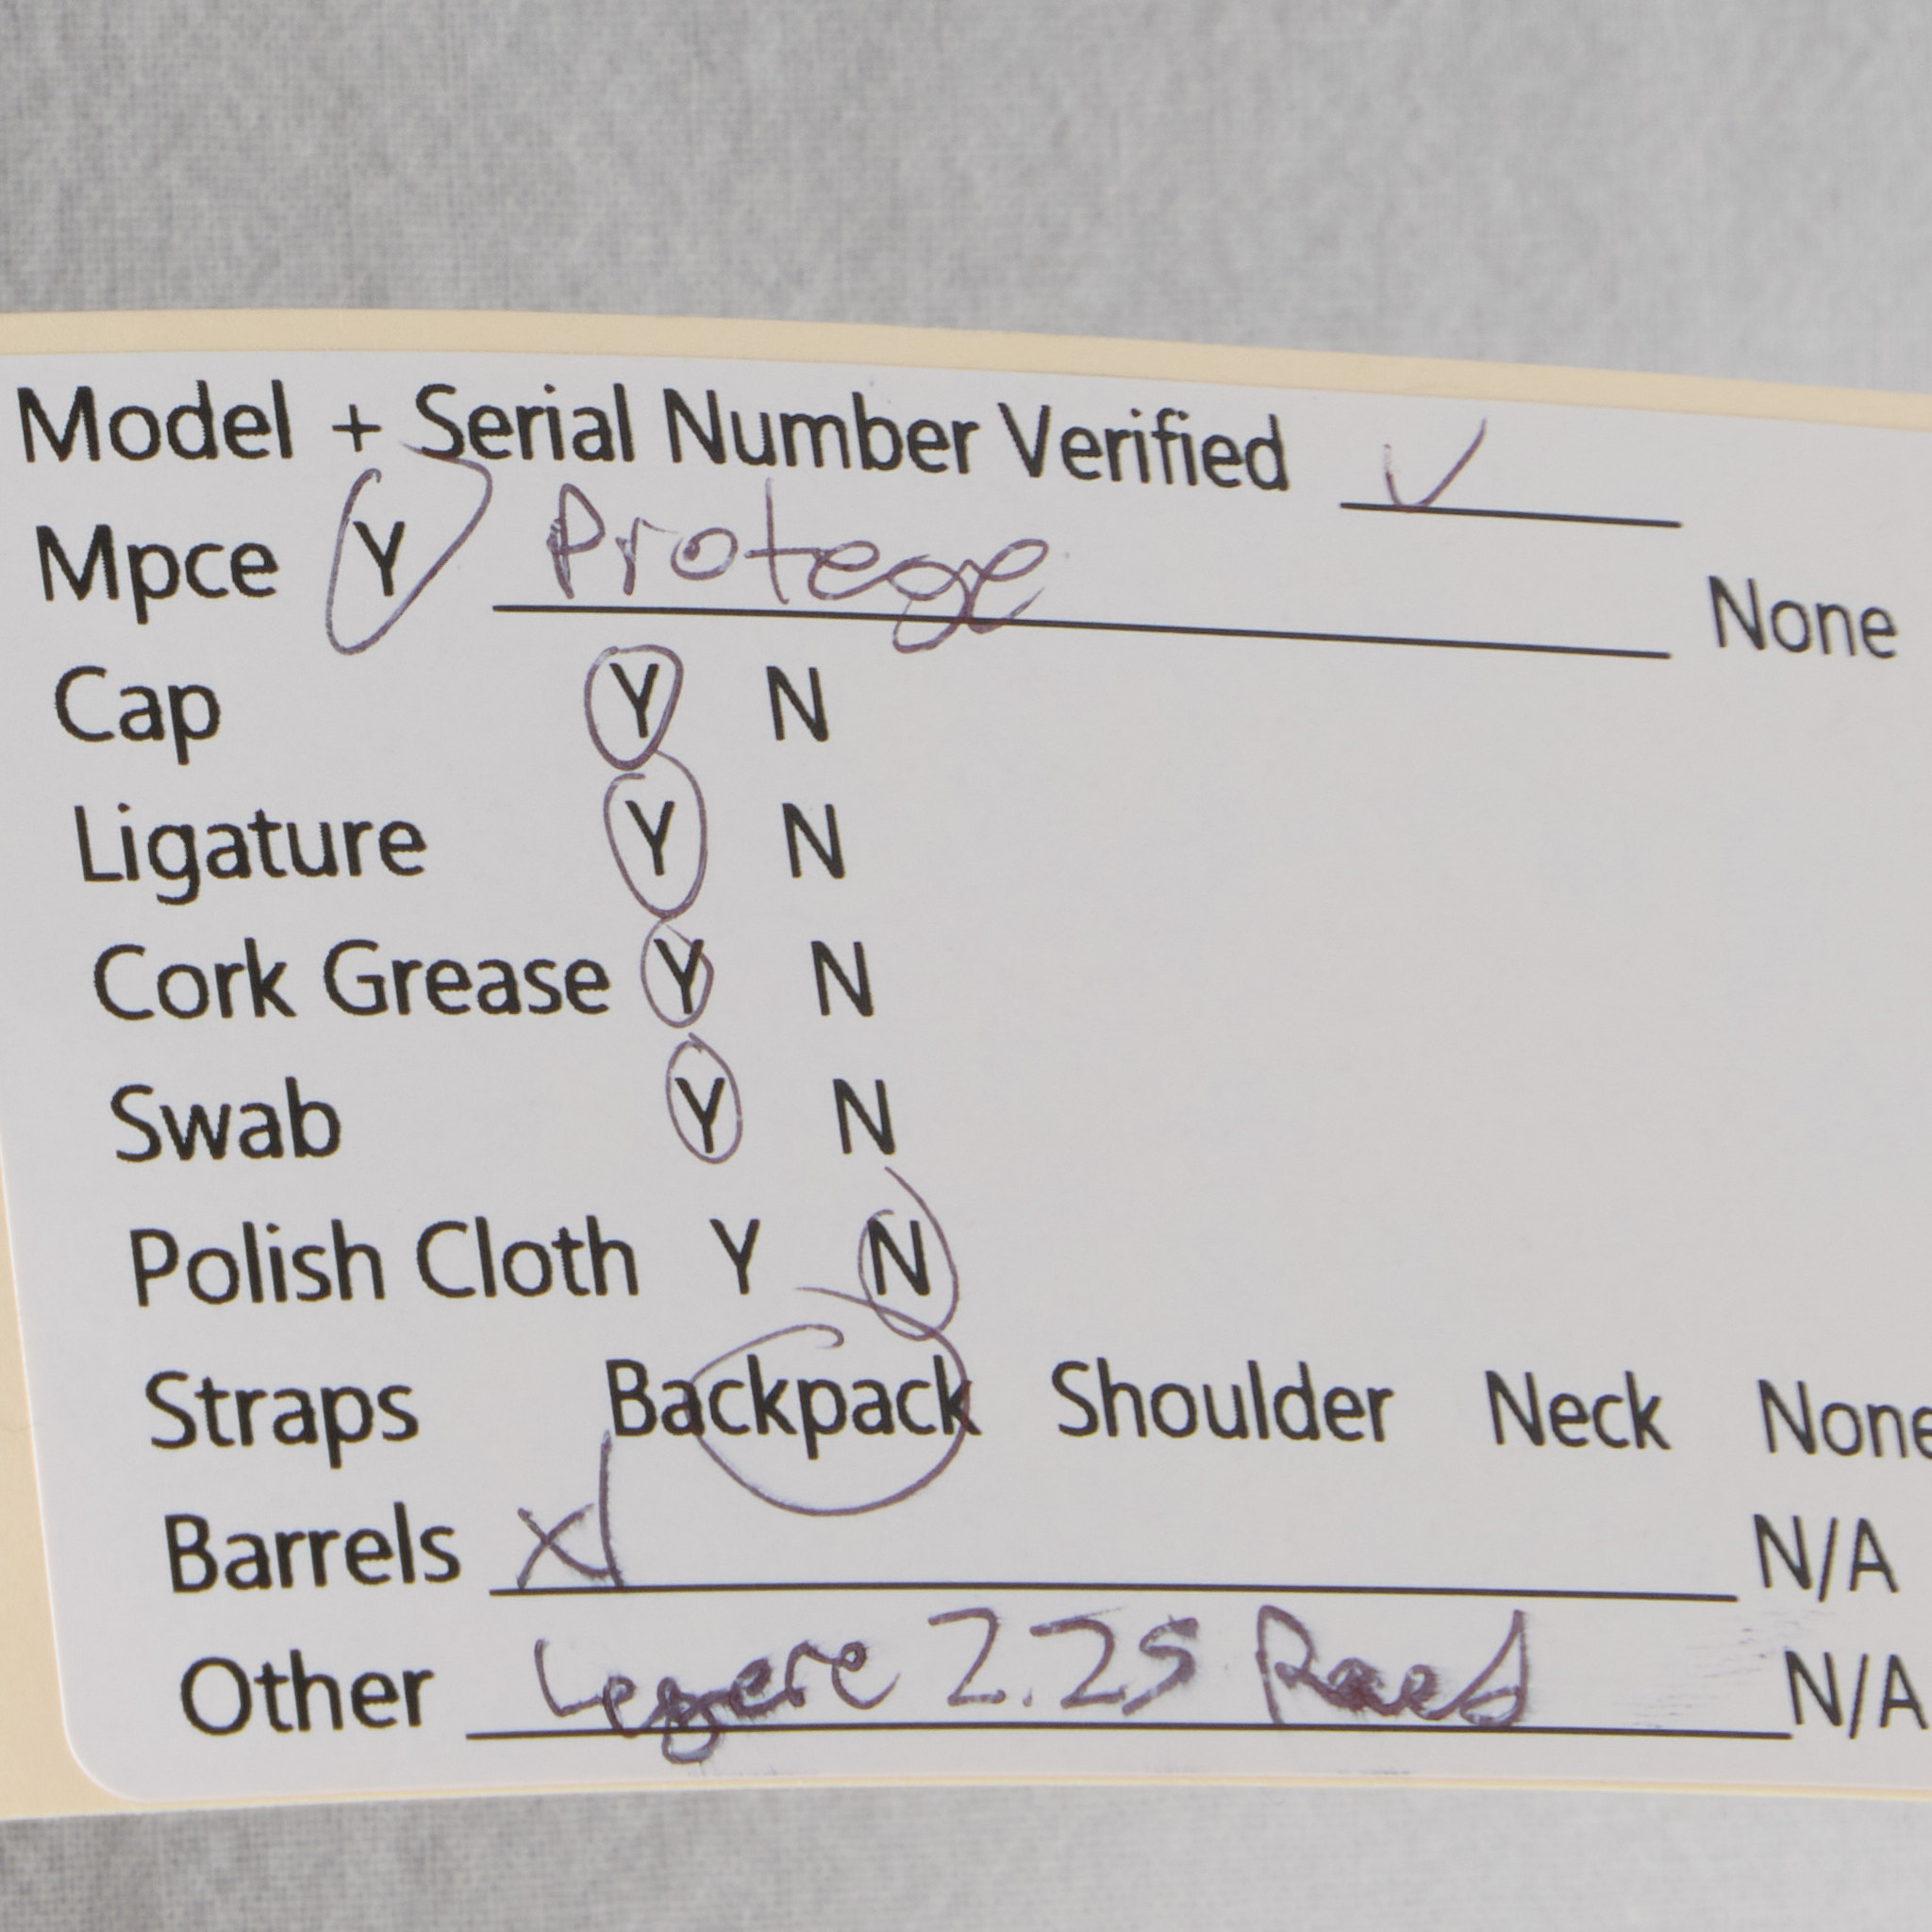 Model + Serial Number Verified ✓
Mpce Y Protege None
Cap Y N
Ligature Y N
Cork Grease Y N
Swab Y N
Polish Cloth Y N
Straps Backpack Shoulder Neck None
Barrels x1 N/A
Other Legere 2.25 Reed N/A